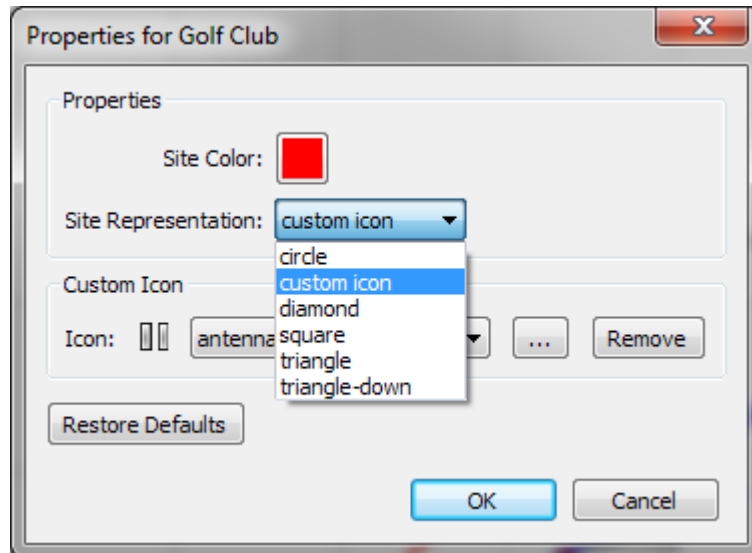 Properties for Golf Club
Properties
Site Color:
Site Representation: custom icon
circle
custom icon
diamond
square
triangle
triangle-down
Custom Icon
Icon: antenna ... Remove
Restore Defaults
OK Cancel